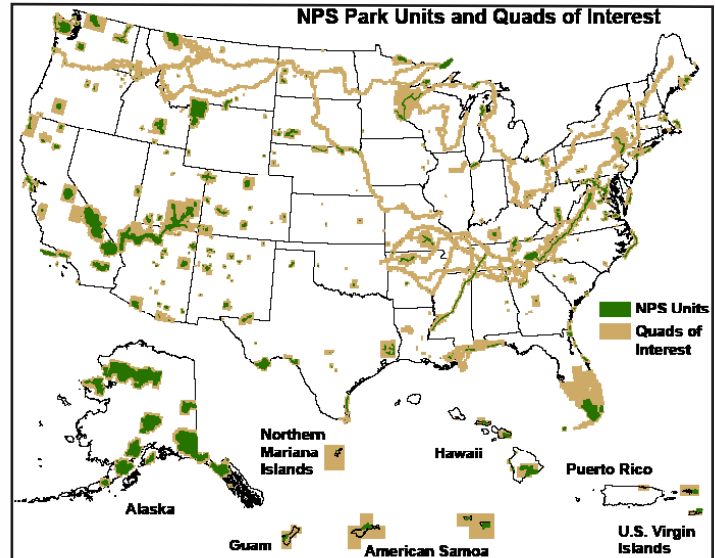 NPS Park Units and Quads of Interest
NPS Units
Quads of
Interest
Northern
Mariana
Islands
Hawaii
Puerto Rico
Alaska
Guam
American Samoa
U.S. Virgin
Islands